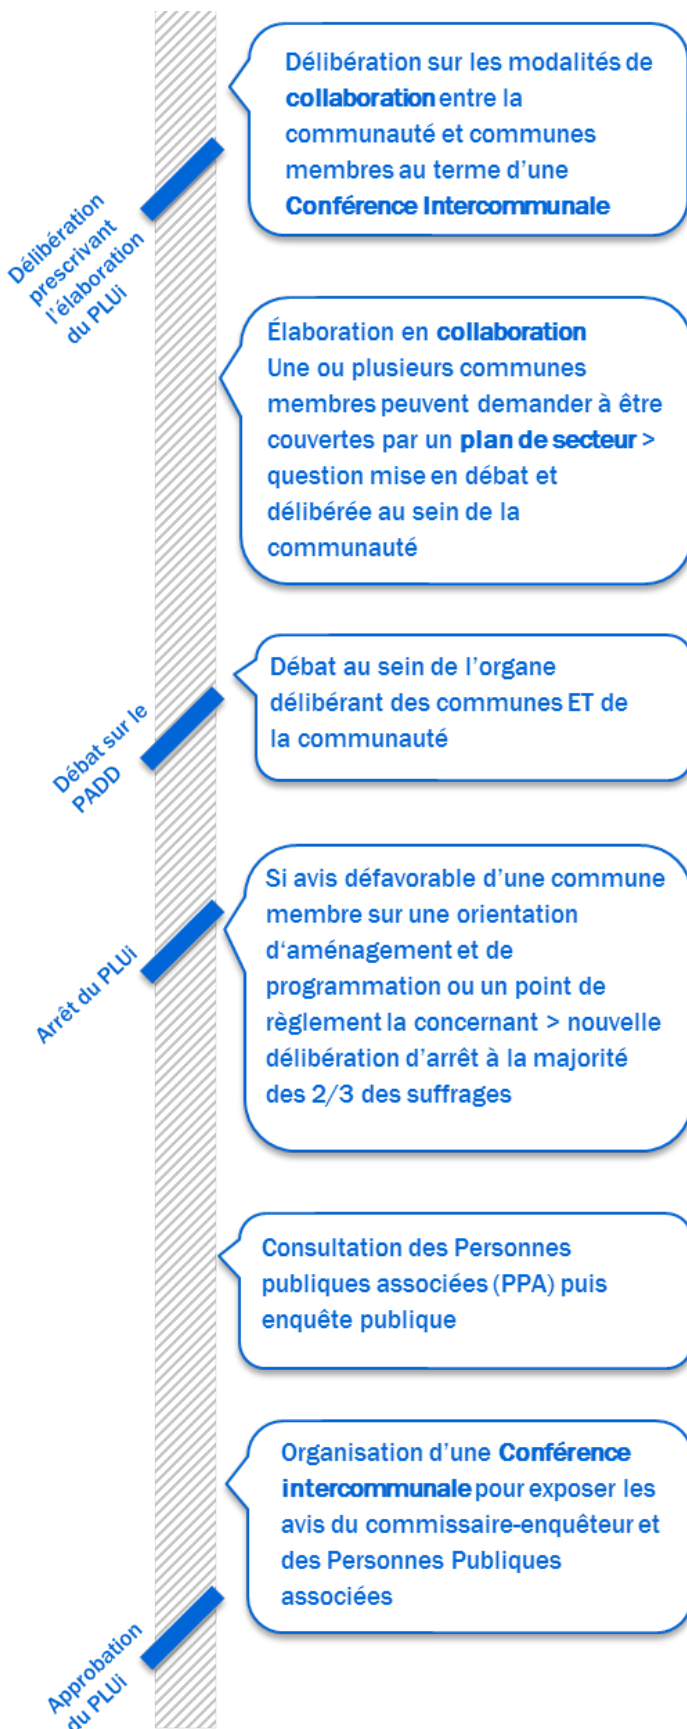 Délibération sur les modalités de
collaboration entre la
communauté et communes
membres au terme d’une
Conférence Intercommunale
Délibération
prescrivant
l’élaboration
du PLUi
Élaboration en collaboration
Une ou plusieurs communes
membres peuvent demander à être
couvertes par un plan de secteur >
question mise en débat et
délibérée au sein de la
communauté
Débat au sein de l’organe
délibérant des communes ET de
la communauté
Débat sur le
PADD
Si avis défavorable d’une commune
membre sur une orientation
d‘aménagement et de
programmation ou un point de
règlement la concernant > nouvelle
délibération d’arrêt à la majorité
des 2/3 des suffrages
Arrêt du PLUi
Consultation des Personnes
publiques associées (PPA) puis
enquête publique
Organisation d’une Conférence
intercommunale pour exposer les
avis du commissaire-enquêteur et
des Personnes Publiques
associées
Approbation
du PLUi